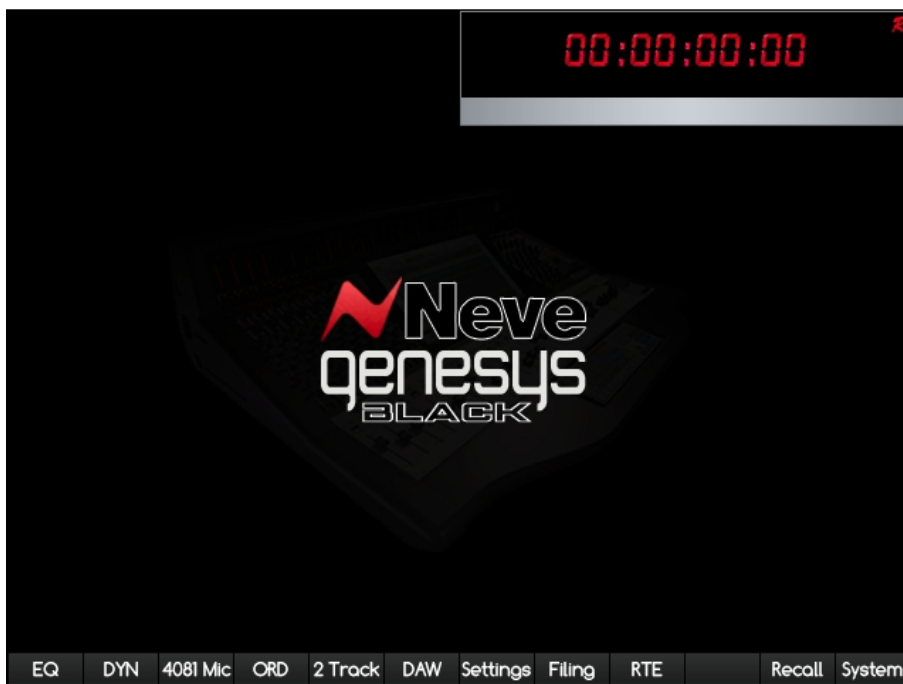 00:00:00:00
Neve
genesys
BLACK
EQ DYN 4081 Mic ORD 2 Track DAW Settings Filing RTE Recall System